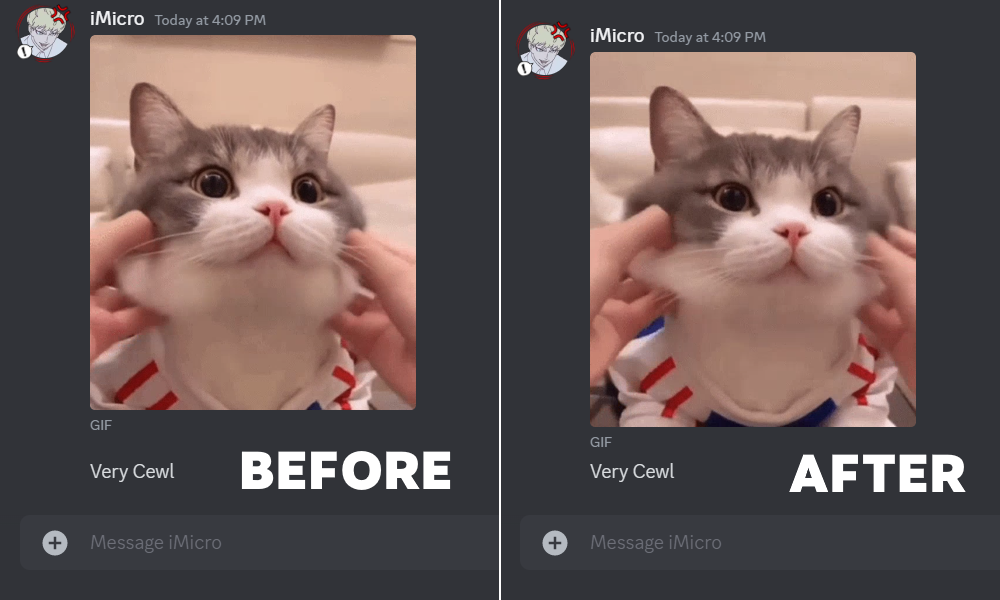 iMicro Today at 4:09 PM
GIF
Very Cewl
BEFORE
Message iMicro
iMicro Today at 4:09 PM
GIF
Very Cewl
AFTER
Message iMicro